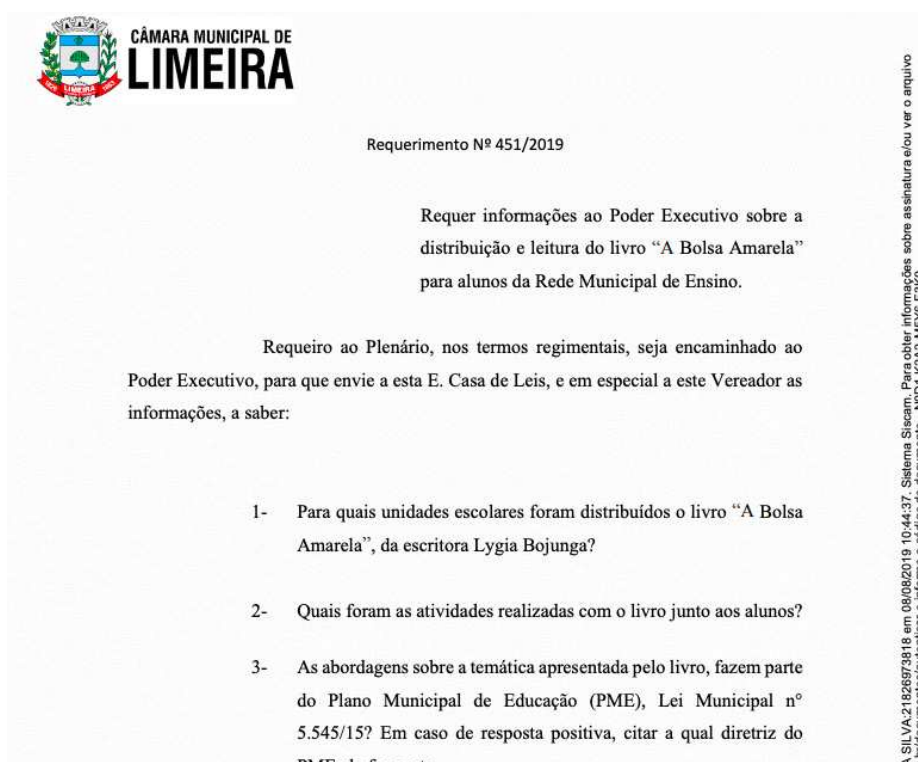 CÂMARA MUNICIPAL DE
LIMEIRA
Requerimento Nº 451/2019
Requer informações ao Poder Executivo sobre a
distribuição e leitura do livro “A Bolsa Amarela”
para alunos da Rede Municipal de Ensino.
Requeiro ao Plenário, nos termos regimentais, seja encaminhado ao
Poder Executivo, para que envie a esta E. Casa de Leis, e em especial a este Vereador as
informações, a saber:
1- Para quais unidades escolares foram distribuídos o livro “A Bolsa
Amarela”, da escritora Lygia Bojunga?
2- Quais foram as atividades realizadas com o livro junto aos alunos?
3- As abordagens sobre a temática apresentada pelo livro, fazem parte
do Plano Municipal de Educação (PME), Lei Municipal nº
5.545/15? Em caso de resposta positiva, citar a qual diretriz do
A SILVA:21826973818 em 08/08/2019 10:44:37. Sistema Siscam. Para obter informações sobre assinatura e/ou ver o arquivo